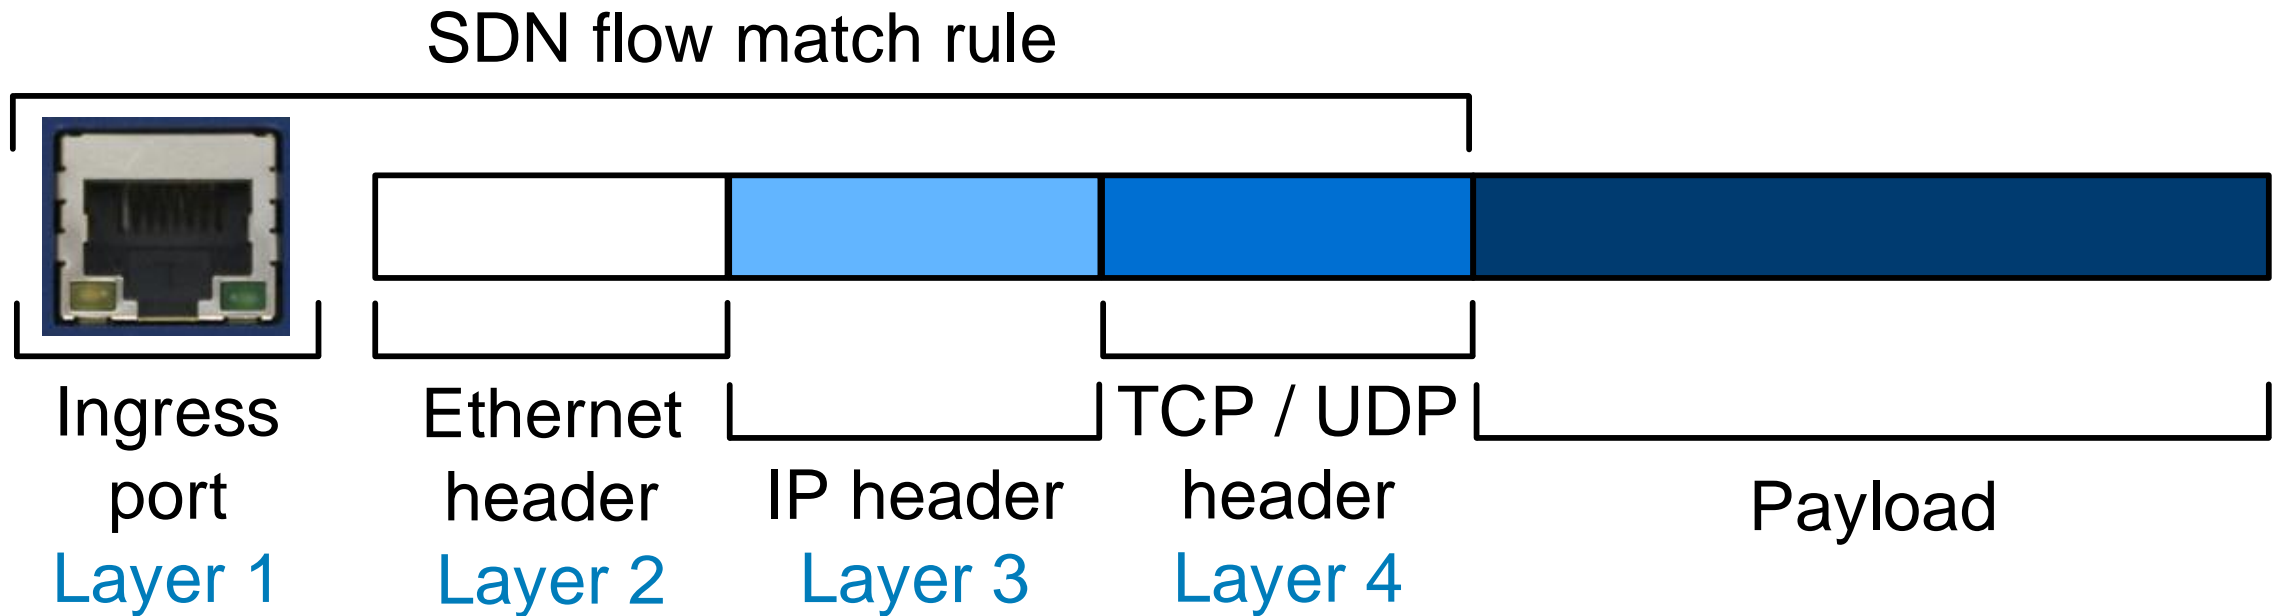 SDN flow match rule
Ingress
port
Layer 1
Ethernet
header
Layer 2
IP header
Layer 3
TCP / UDP
header
Layer 4
Payload